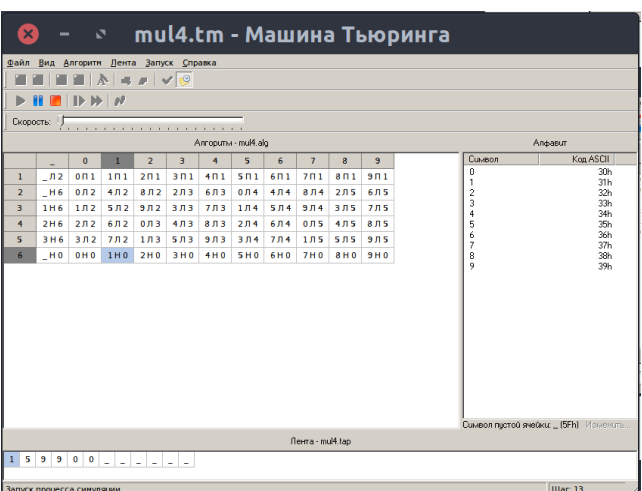 mul4.tm - Машина Тьюринга
Файл Вид Алгоритм Лента Запуск Справка
Скорость:
Алгоритм - mul4.alg
Алфавит
_ 0 1 2 3 4 5 6 7 8 9
1 _Л2 0П1 1П1 2П1 3П1 4П1 5П1 6П1 7П1 8П1 9П1
2 _Н6 0Л2 4Л2 8Л2 2Л3 6Л3 0Л4 4Л4 8Л4 2Л5 6Л5
3 1Н6 1Л2 5Л2 9Л2 3Л3 7Л3 1Л4 5Л4 9Л4 3Л5 7Л5
4 2Н6 2Л2 6Л2 0Л3 4Л3 8Л3 2Л4 6Л4 0Л5 4Л5 8Л5
5 3Н6 3Л2 7Л2 1Л3 5Л3 9Л3 3Л4 7Л4 1Л5 5Л5 9Л5
6 _Н0 0Н0 1Н0 2Н0 3Н0 4Н0 5Н0 6Н0 7Н0 8Н0 9Н0
Символ Код ASCII
0 30h
1 31h
2 32h
3 33h
4 34h
5 35h
6 36h
7 37h
8 38h
9 39h
Символ пустой ячейки: _ (5Fh) Изменить...
Лента - mul4.tap
1 5 9 9 0 0 _ _ _ _ _ _
Запуск процесса симуляции
Шаг: 13